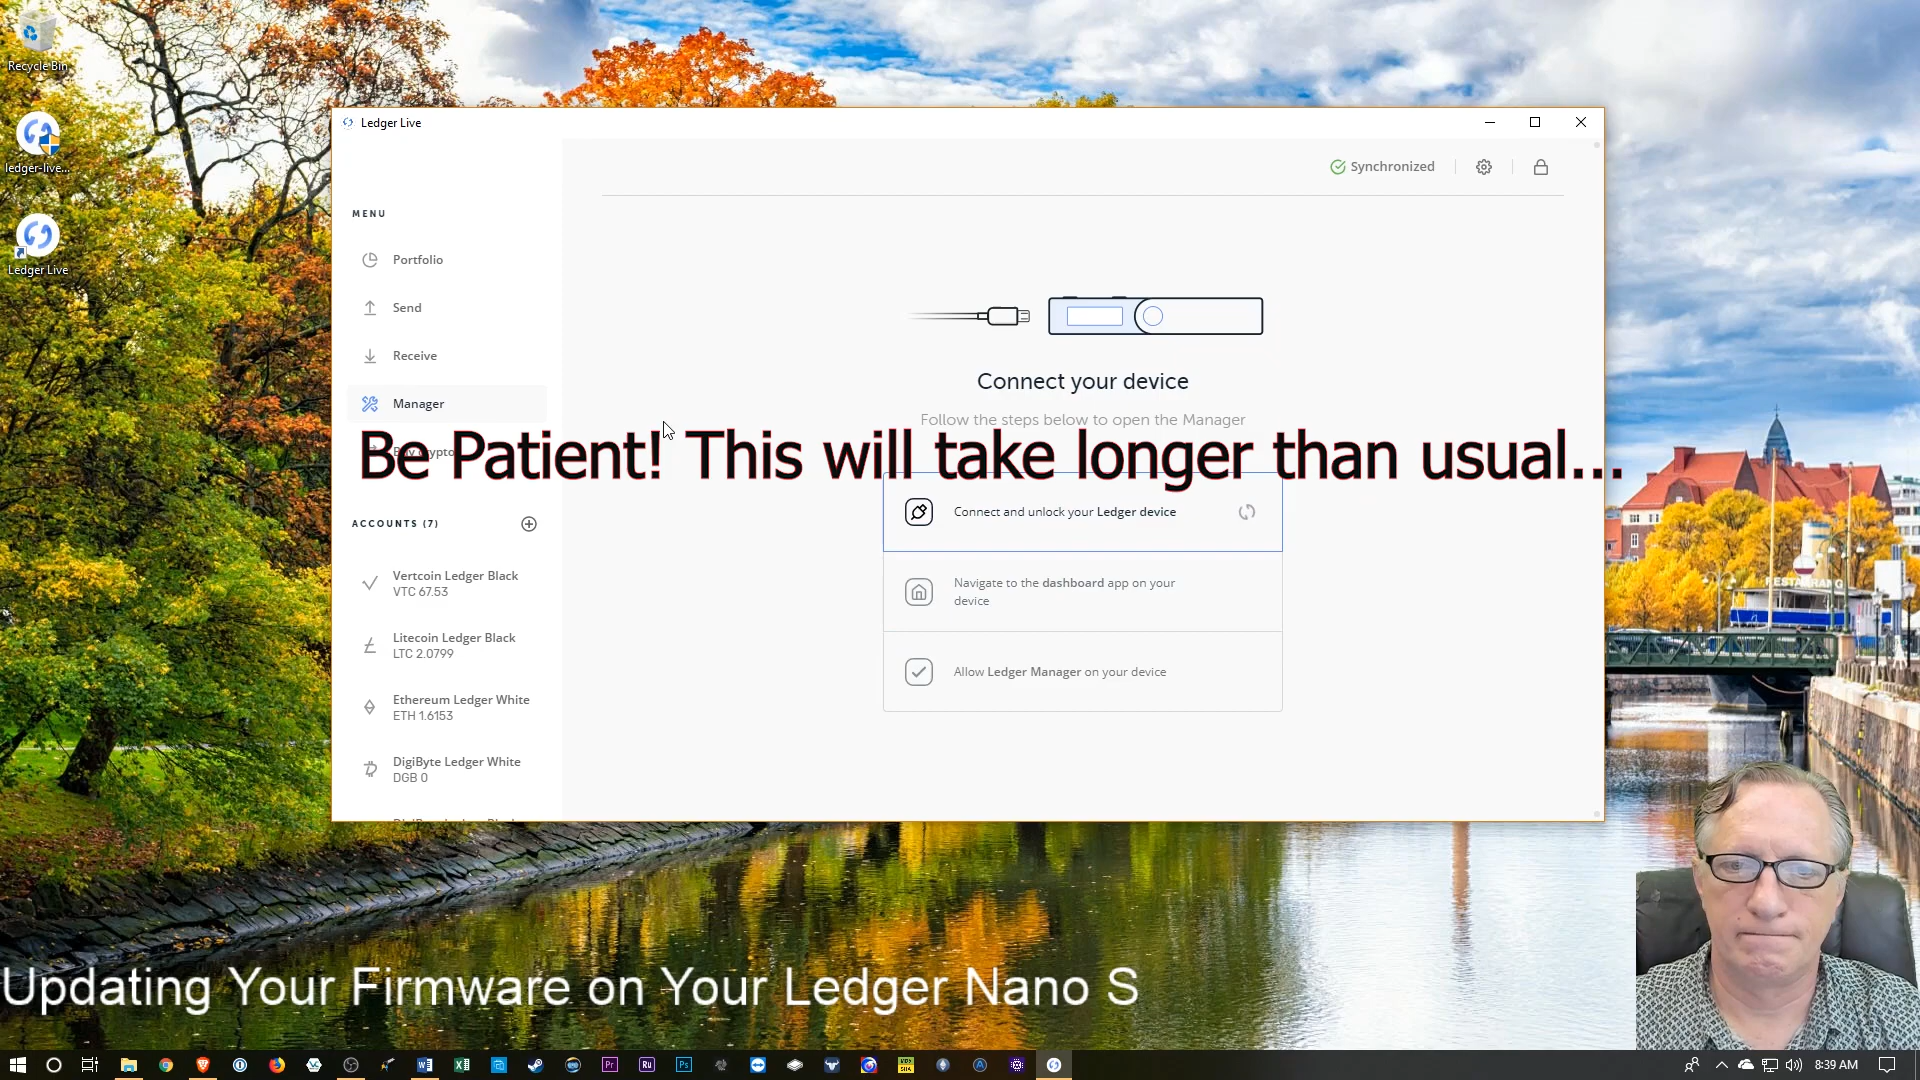 Recycle Bin
ledger-live...
Ledger Live
Ledger Live
Synchronized
MENU
Portfolio
Send
Receive
Manager
Buy crypto
ACCOUNTS (7)
Vertcoin Ledger Black
VTC 67.53
Litecoin Ledger Black
LTC 2.0799
Ethereum Ledger White
ETH 1.6153
DigiByte Ledger White
DGB 0
Connect your device
Follow the steps below to open the Manager
Be Patient! This will take longer than usual...
Connect and unlock your Ledger device
Navigate to the dashboard app on your
device
Allow Ledger Manager on your device
RESTAURANG
Updating Your Firmware on Your Ledger Nano S
8:39 AM